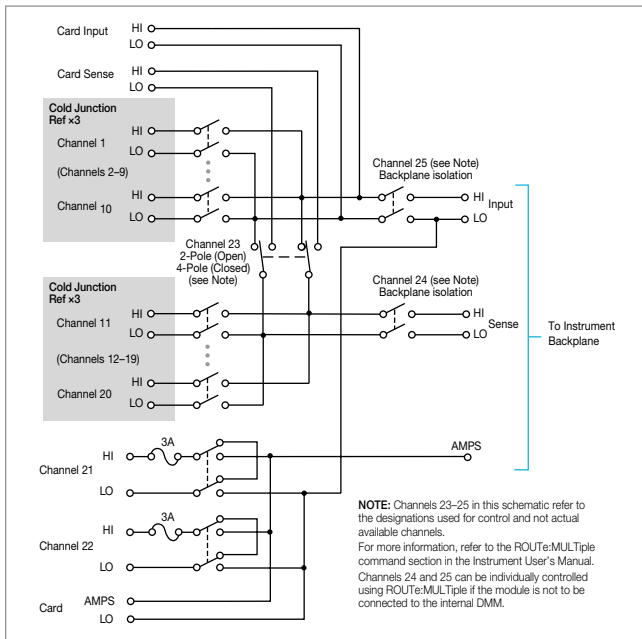 Card Input HI
LO
Card Sense HI
LO
Cold Junction
Ref ×3
Channel 1 HI
LO
(Channels 2–9)
Channel 10 HI
LO
Channel 25 (see Note)
Backplane isolation
HI
LO
Input
Channel 23
2-Pole (Open)
4-Pole (Closed)
(see Note)
Channel 24 (see Note)
Backplane isolation
HI
LO
Sense
To Instrument
Backplane
Cold Junction
Ref ×3
Channel 11 HI
LO
(Channels 12–19)
Channel 20 HI
LO
Channel 21 HI 3A
LO
AMPS
Channel 22 HI 3A
LO
Card AMPS
LO
NOTE: Channels 23–25 in this schematic refer to
the designations used for control and not actual
available channels.
For more information, refer to the ROUTe:MULTiple
command section in the Instrument User's Manual.
Channels 24 and 25 can be individually controlled
using ROUTe:MULTiple if the module is not to be
connected to the internal DMM.